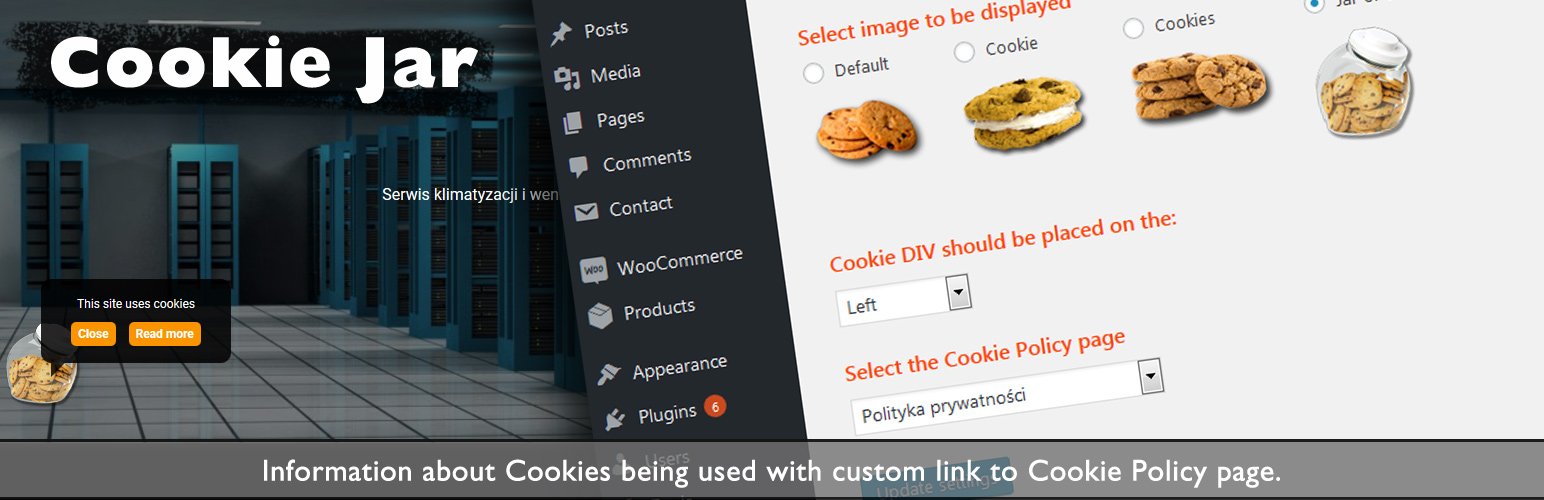 Cookie Jar
Serwis klimatyzacji i wen
This site uses cookies
Close
Read more
Posts
Media
Pages
Comments
Contact
WOO
WooCommerce
Products
Appearance
Plugins 6
Users
Select image to be displayed
Default
Cookie
Cookies
Cookie DIV should be placed on the:
Left
Select the Cookie Policy page
Polityka prywatności
Update settings
Information about Cookies being used with custom link to Cookie Policy page.